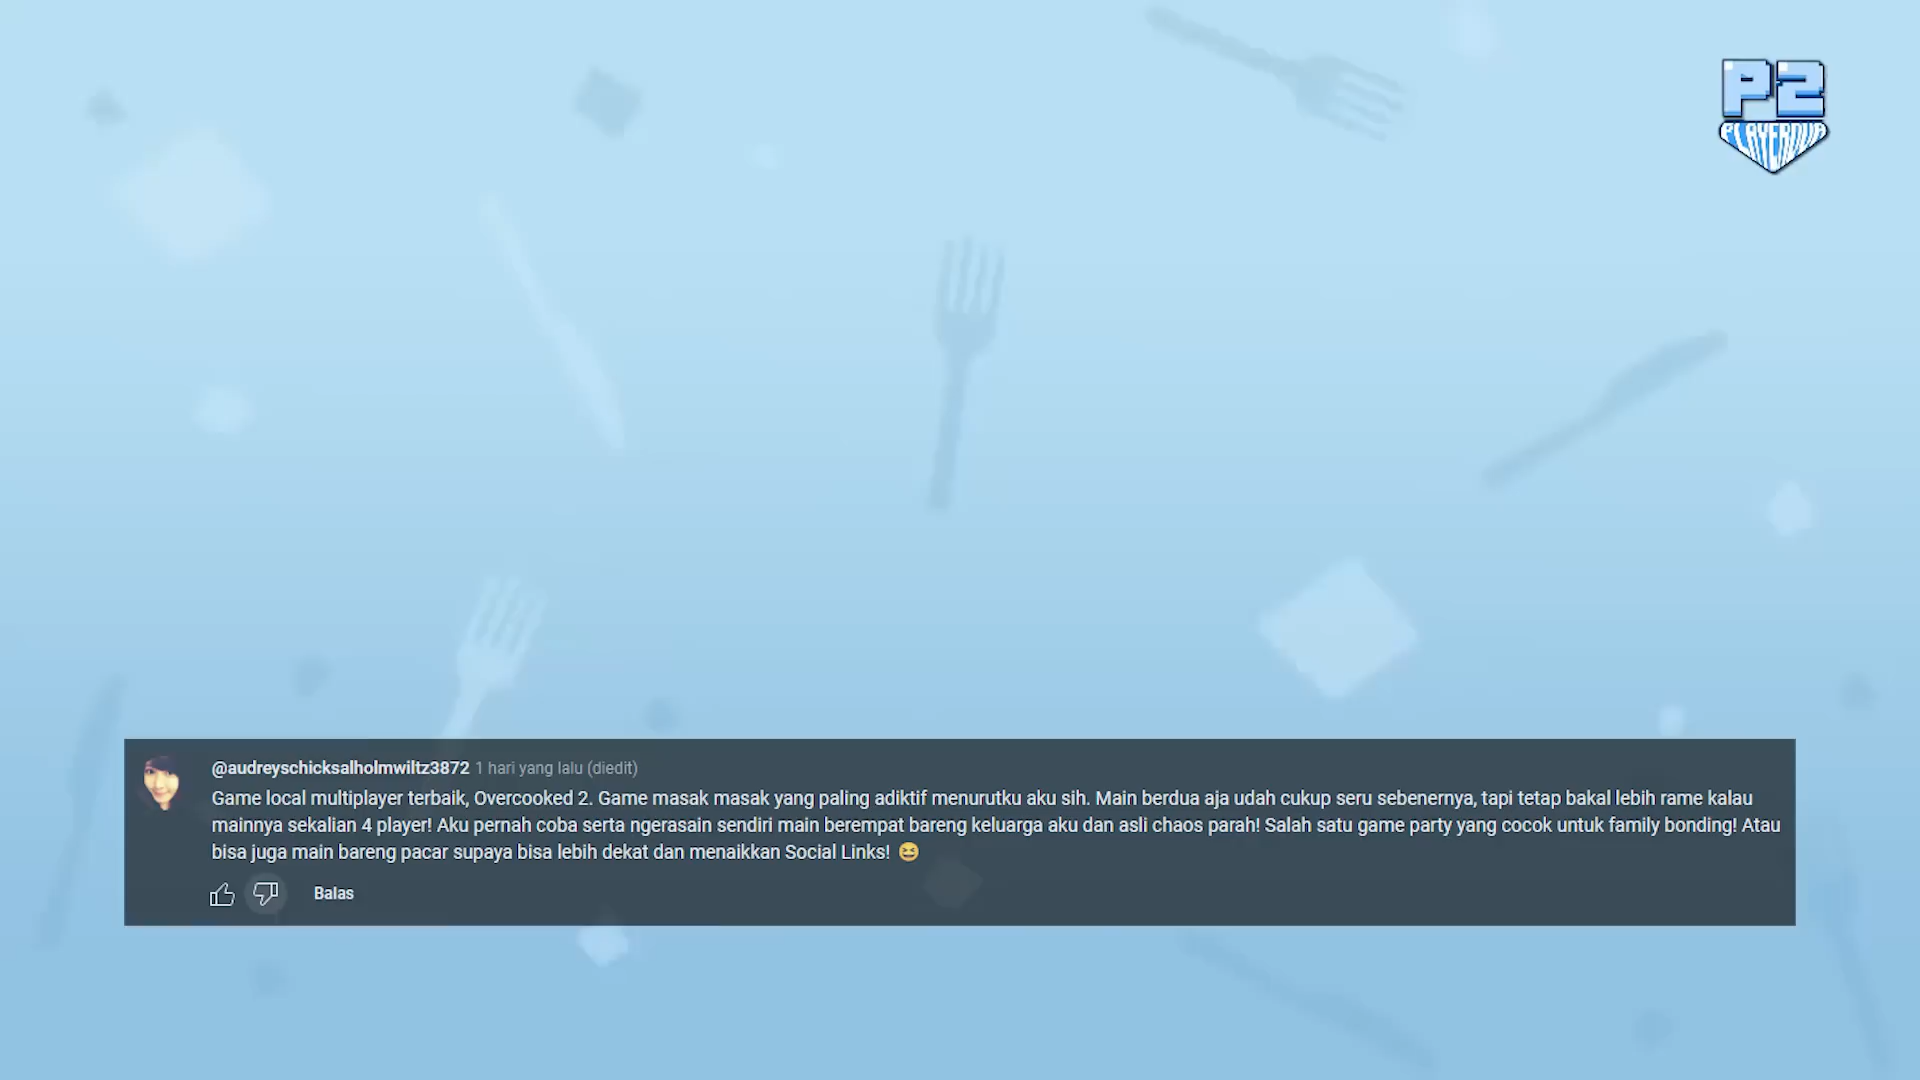 P2
PLAYERDUA
@audreyschicksalholmwiltz3872 1 hari yang lalu (diedit)
Game local multiplayer terbaik, Overcooked 2. Game masak masak yang paling adiktif menurutku aku sih. Main berdua aja udah cukup seru sebenernya, tapi tetap bakal lebih rame kalau
mainnya sekalian 4 player! Aku pernah coba serta ngerasain sendiri main berempat bareng keluarga aku dan asli chaos parah! Salah satu game party yang cocok untuk family bonding! Atau
bisa juga main bareng pacar supaya bisa lebih dekat dan menaikkan Social Links! 😆
Balas